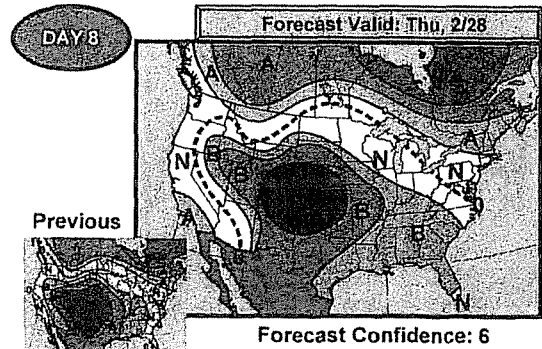 DAY 8
Forecast Valid: Thu, 2/28
A
A
A
N
B
B
N
N
A
B
B
N
Previous
Forecast Confidence: 6